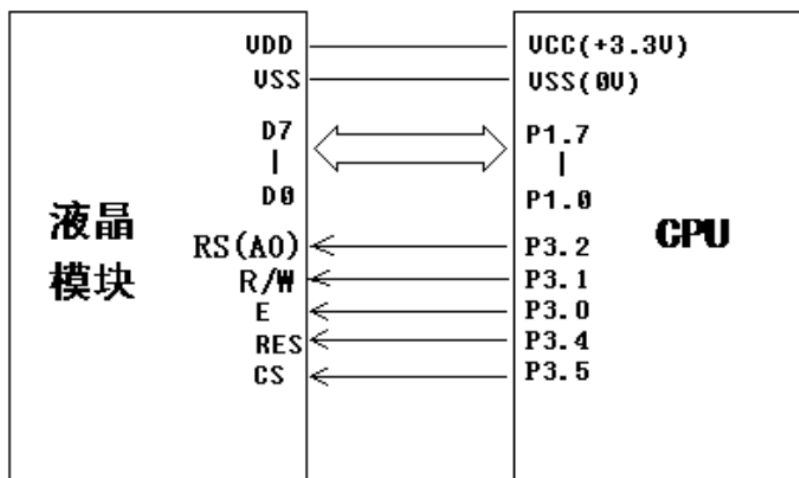 VDD VCC(+3.3V)
VSS VSS(0V)
D7 P1.7
| |
D0 P1.0
液晶
模块
CPU
RS(A0) P3.2
R/W P3.1
E P3.0
RES P3.4
CS P3.5